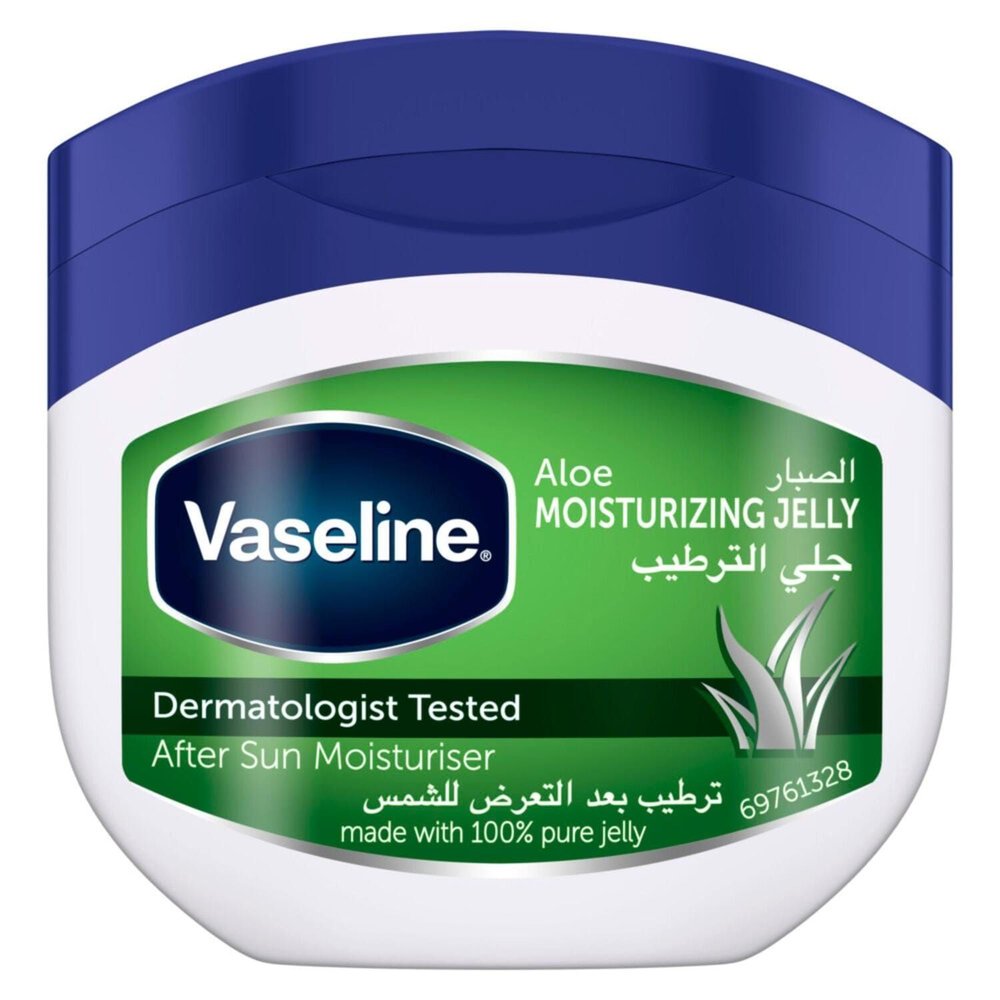 Vaseline®
Aloe الصبار
MOISTURIZING JELLY
جلي الترطيب
Dermatologist Tested
After Sun Moisturiser
ترطيب بعد التعرض للشمس
made with 100% pure jelly
69761328